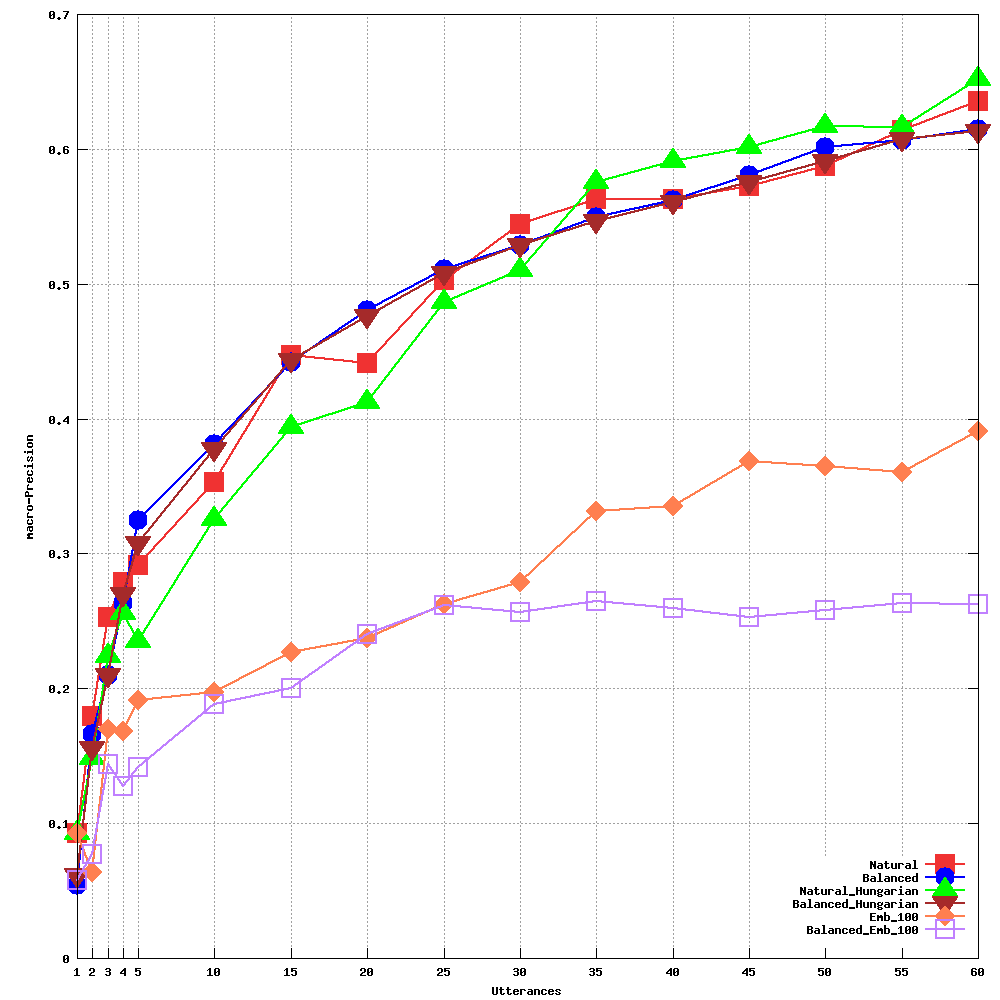 0.7
0.6
0.5
0.4
0.3
0.2
0.1
0
macro-Precision
1 2 3 4 5 10 15 20 25 30 35 40 45 50 55 60
Utterances
Natural
Balanced
Natural_Hungarian
Balanced_Hungarian
Emb_100
Balanced_Emb_100